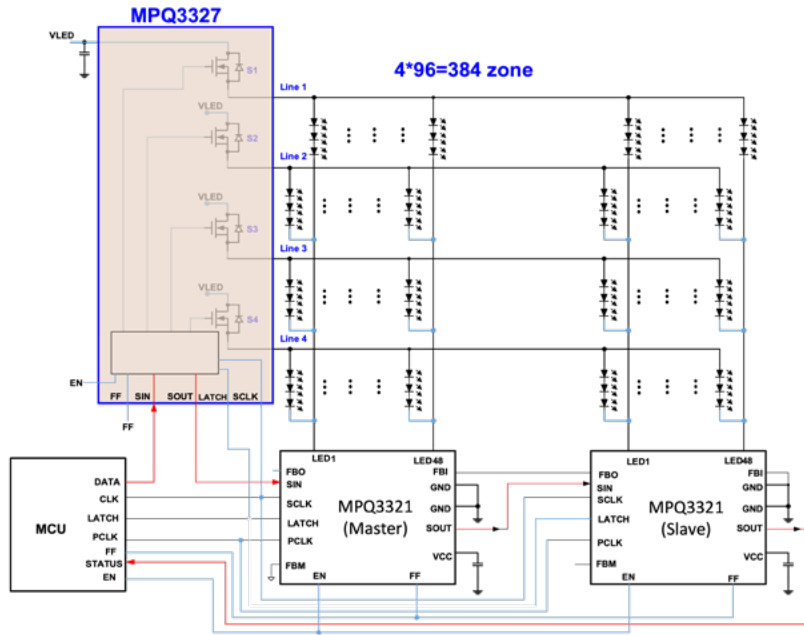 MPQ3327
VLED
S1
4*96=384 zone
Line 1
VLED
S2
Line 2
VLED
S3
Line 3
VLED
S4
Line 4
EN
FF SIN SOUT LATCH SCLK
FF
MCU
DATA
CLK
LATCH
PCLK
FF
STATUS
EN
LED1 LED48
FBO
SIN
SCLK
LATCH
PCLK
FBM
MPQ3321
(Master)
FBI
GND
GND
SOUT
VCC
EN FF
LED1 LED48
FBO
SIN
SCLK
LATCH
PCLK
FBM
MPQ3321
(Slave)
FBI
GND
GND
SOUT
VCC
EN FF